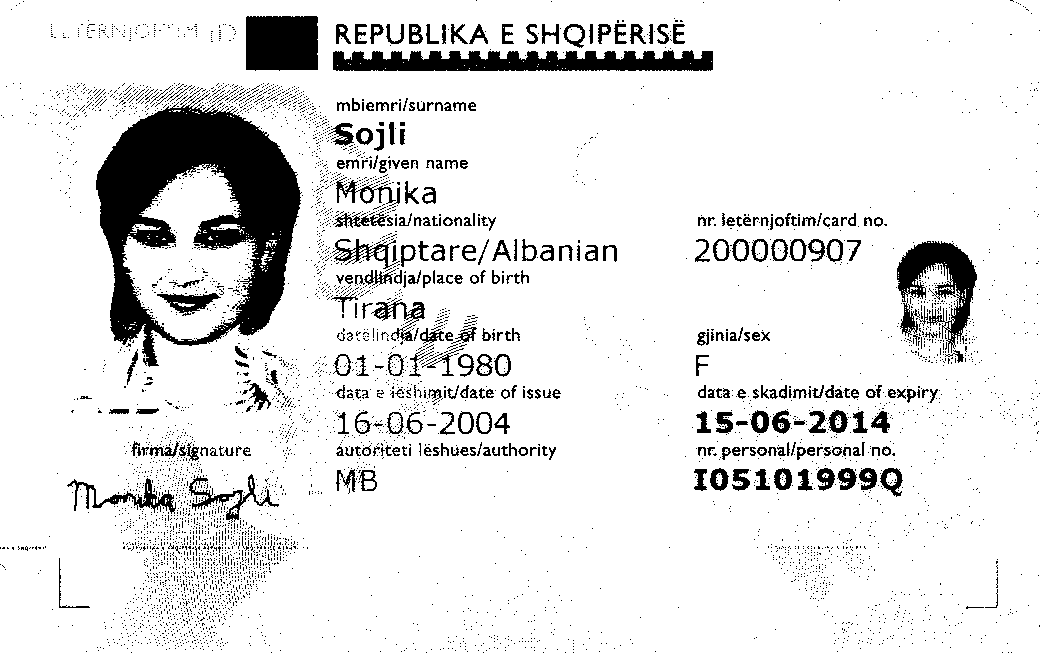 LETËRNJOFTIM ID
REPUBLIKA E SHQIPËRISË
mbiemri/surname
Sojli
emri/given name
Monika
shtetësia/nationality
nr. letërnjoftim/card no.
Shqiptare/Albanian
200000907
vendlindja/place of birth
Tirana
datëlindja/date of birth
gjinia/sex
01-01-1980
F
data e lëshimit/date of issue
data e skadimit/date of expiry
16-06-2004
15-06-2014
firma/signature
autoriteti lëshues/authority
nr. personal/personal no.
MB
I05101999Q
Monika Sojli